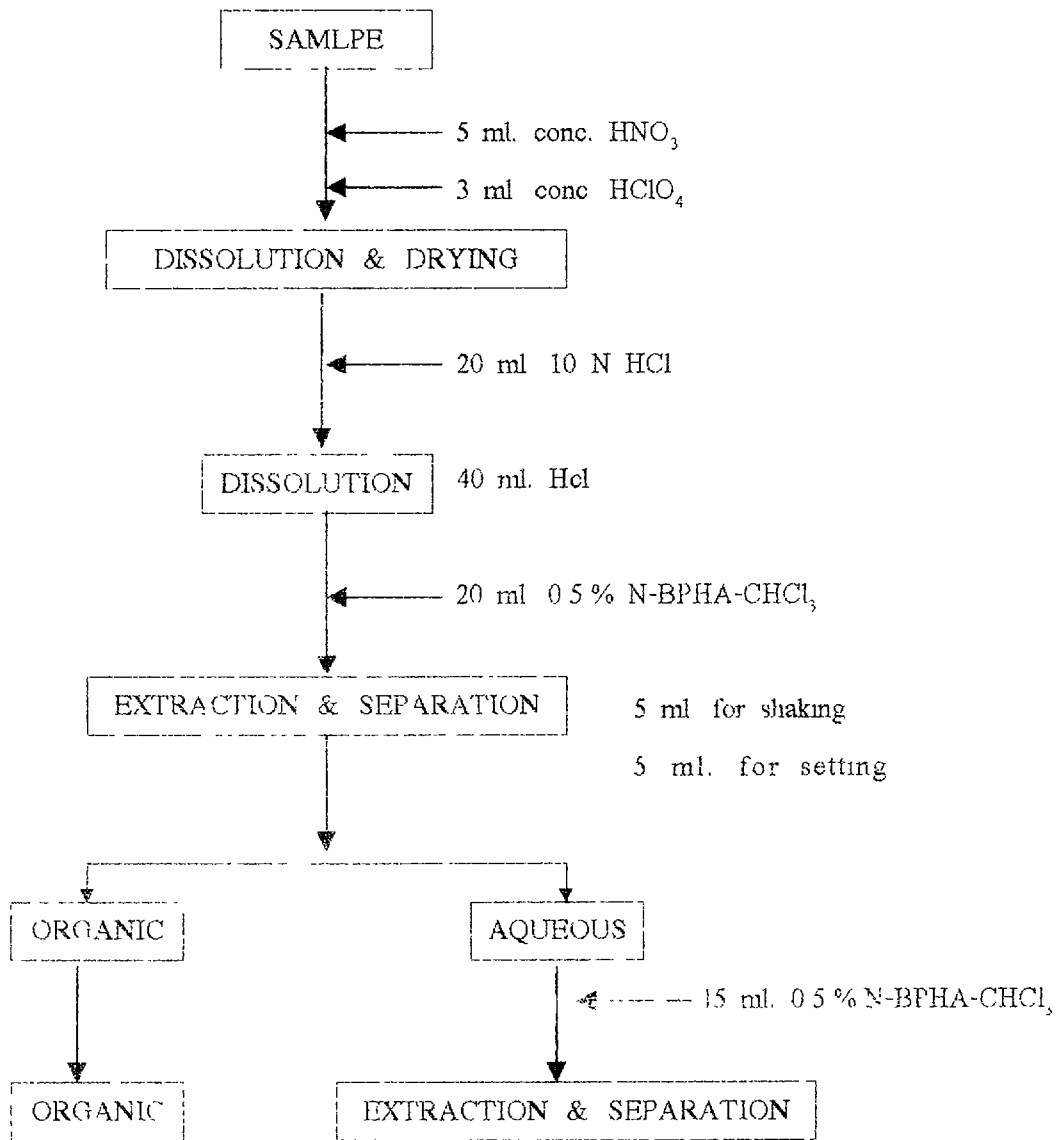 SAMLPE
5 ml. conc. HNO₃
3 ml conc HClO₄
DISSOLUTION & DRYING
20 ml 10 N HCl
DISSOLUTION
40 ml. Hcl
20 ml 0 5 % N-BPHA-CHCl₃
EXTRACTION & SEPARATION
5 ml for shaking
5 ml. for setting
ORGANIC
AQUEOUS
15 ml. 0 5 % N-BPHA-CHCl₃
ORGANIC
EXTRACTION & SEPARATION